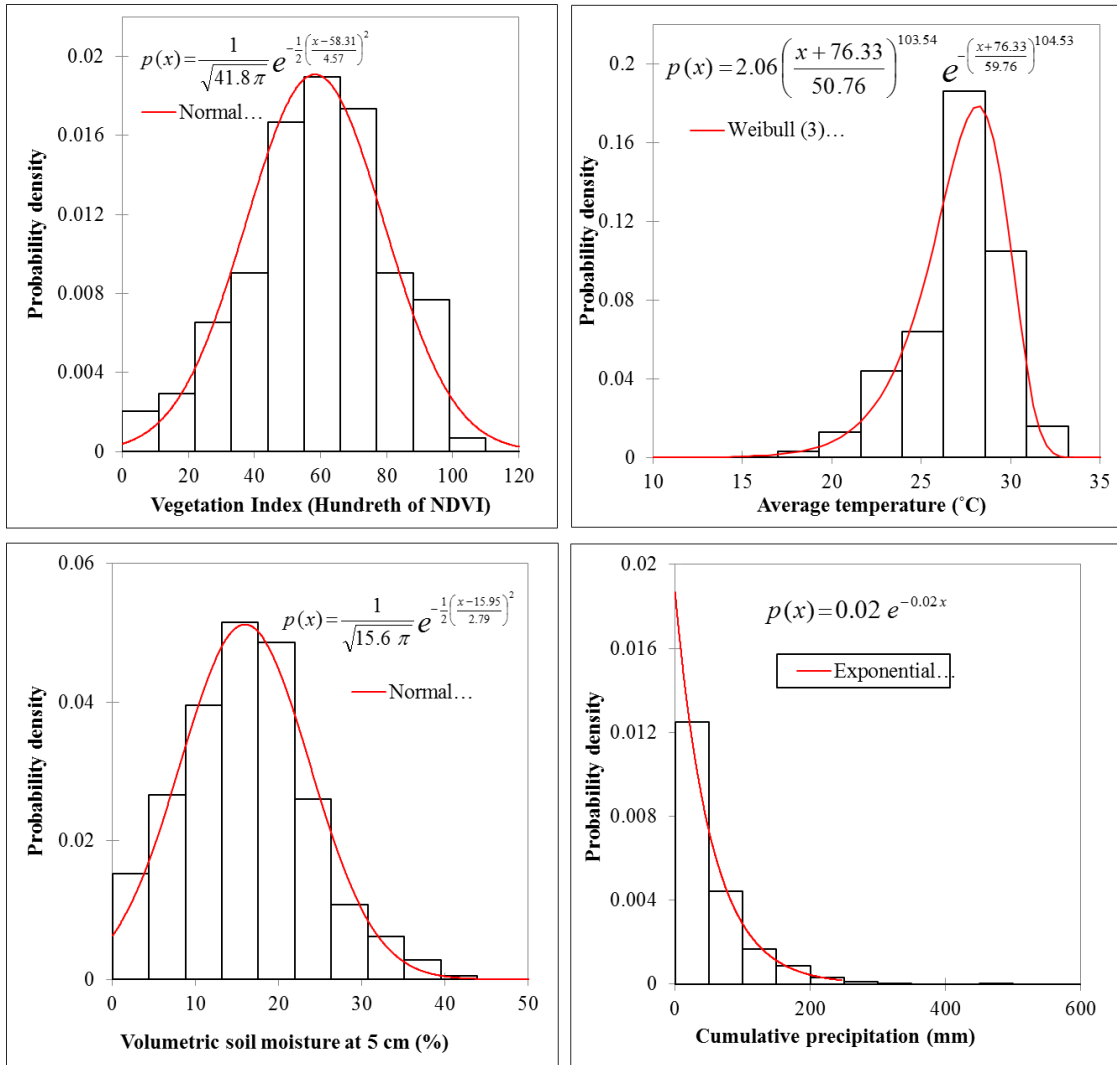 p(x) = 1/√(41.8 π) e^(-1/2((x-58.31)/4.57)^2)
Normal…
0.02
0.016
0.012
0.008
0.004
0
0 20 40 60 80 100 120
Probability density
Vegetation Index (Hundreth of NDVI)
p(x) = 2.06((x+76.33)/50.76)^103.54 e^(-((x+76.33)/59.76)^104.53)
Weibull (3)…
0.2
0.16
0.12
0.08
0.04
0
10 15 20 25 30 35
Probability density
Average temperature (˚C)
p(x) = 1/√(15.6 π) e^(-1/2((x-15.95)/2.79)^2)
Normal…
0.06
0.04
0.02
0
0 10 20 30 40 50
Probability density
Volumetric soil moisture at 5 cm (%)
p(x) = 0.02 e^(-0.02x)
Exponential…
0.02
0.016
0.012
0.008
0.004
0
0 200 400 600
Probability density
Cumulative precipitation (mm)